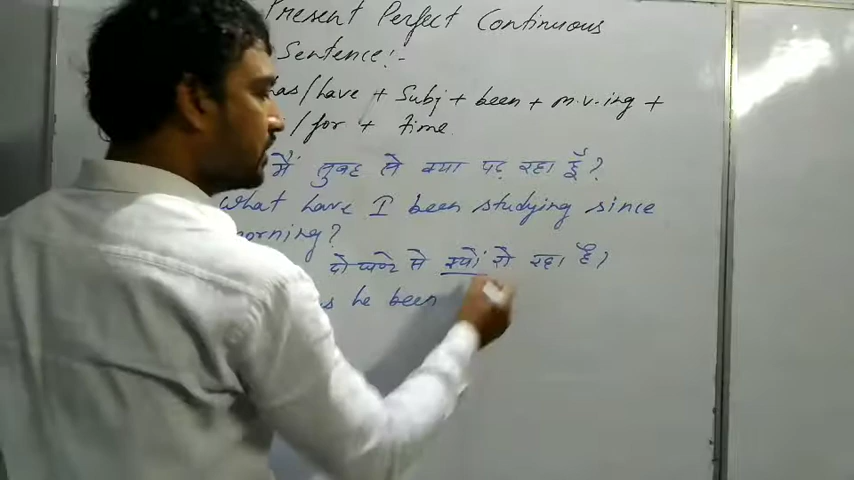 Present Perfect Continuous
Sentence:-
has/have + Subj + been + m.v-ing +
/for + time.
मैं सुबह से क्या पढ़ रहा हूँ?
What have I been studying since
morning?
दो घण्टे से क्यों रो रहा है?
he been